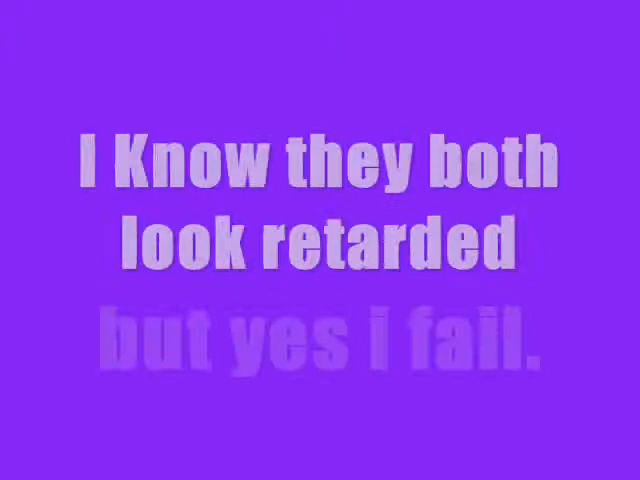 I Know they both
look retarded
but yes i fail.